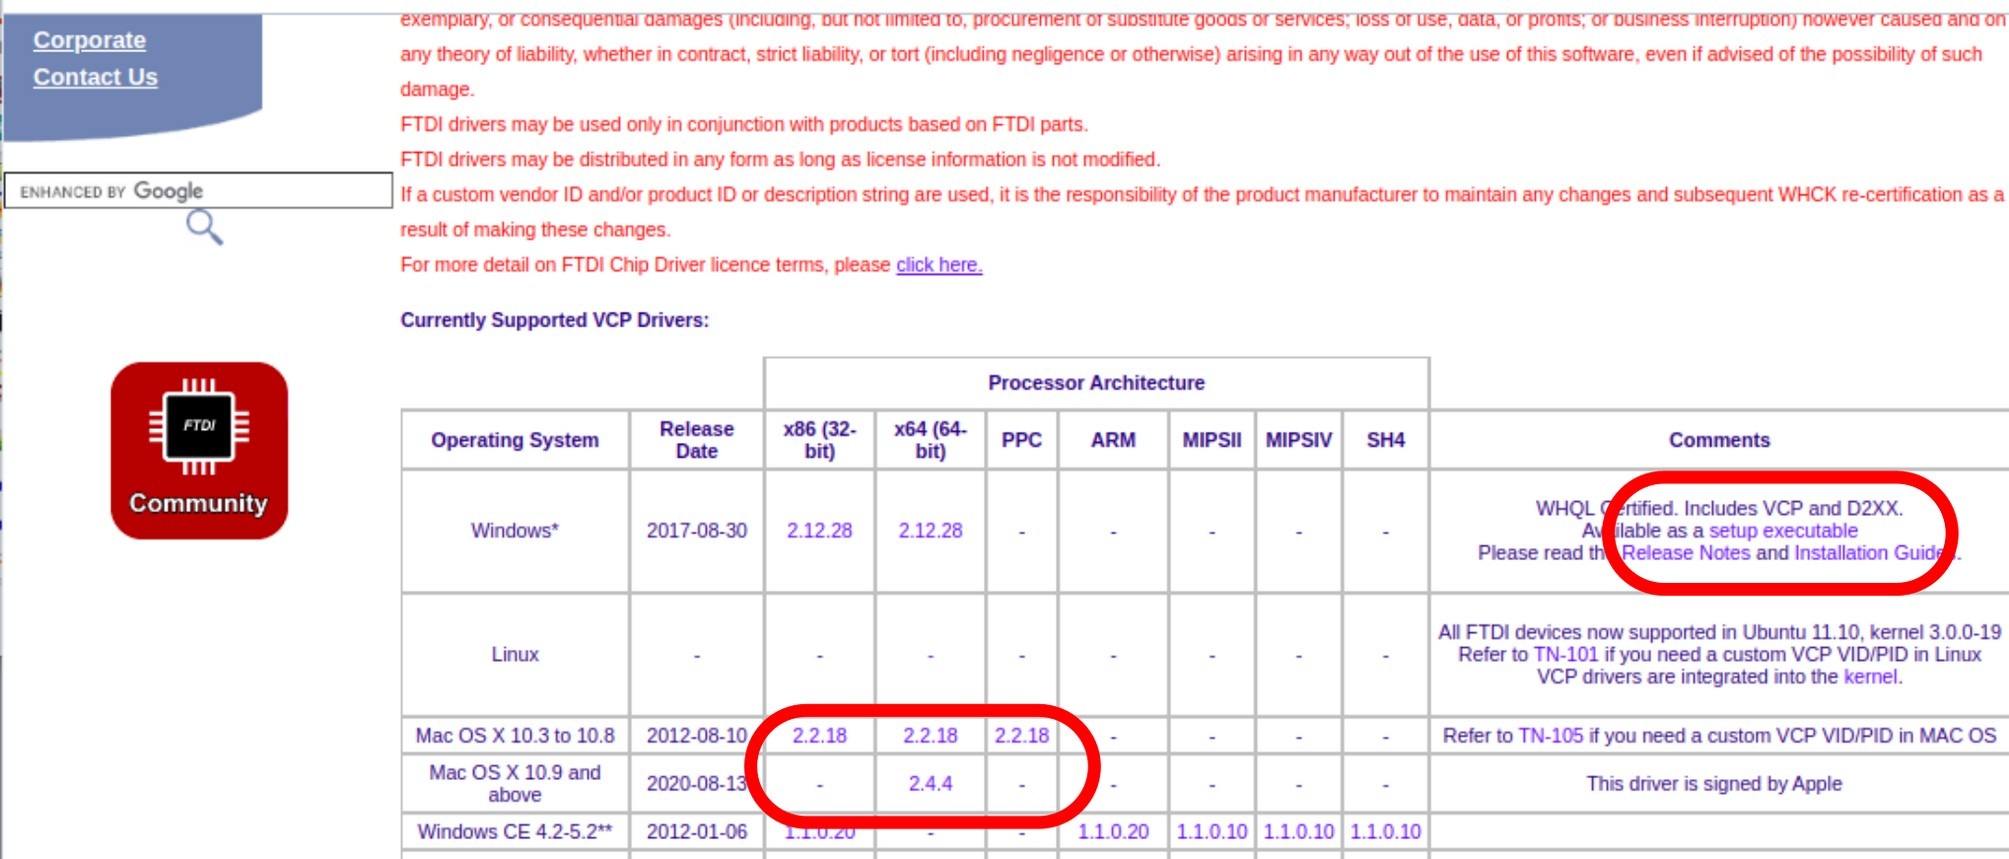 Corporate
Contact Us
ENHANCED BY Google
FTDI
Community
exemplary, or consequential damages (including, but not limited to, procurement of substitute goods or services; loss of use, data, or profits; or business interruption) however caused and on
any theory of liability, whether in contract, strict liability, or tort (including negligence or otherwise) arising in any way out of the use of this software, even if advised of the possibility of such
damage.
FTDI drivers may be used only in conjunction with products based on FTDI parts.
FTDI drivers may be distributed in any form as long as license information is not modified.
If a custom vendor ID and/or product ID or description string are used, it is the responsibility of the product manufacturer to maintain any changes and subsequent WHCK re-certification as a
result of making these changes.
For more detail on FTDI Chip Driver licence terms, please click here.
Currently Supported VCP Drivers:
Processor Architecture
Operating System Release Date x86 (32-bit) x64 (64-bit) PPC ARM MIPSII MIPSIV SH4 Comments
Windows* 2017-08-30 2.12.28 2.12.28 - - - - - WHQL Certified. Includes VCP and D2XX.
Available as a setup executable
Please read the Release Notes and Installation Guides.
Linux - - - - - - - - All FTDI devices now supported in Ubuntu 11.10, kernel 3.0.0-19
Refer to TN-101 if you need a custom VCP VID/PID in Linux
VCP drivers are integrated into the kernel.
Mac OS X 10.3 to 10.8 2012-08-10 2.2.18 2.2.18 2.2.18 - - - - Refer to TN-105 if you need a custom VCP VID/PID in MAC OS
Mac OS X 10.9 and above 2020-08-13 - 2.4.4 - - - - - This driver is signed by Apple
Windows CE 4.2-5.2** 2012-01-06 1.1.0.20 - - 1.1.0.20 1.1.0.10 1.1.0.10 1.1.0.10